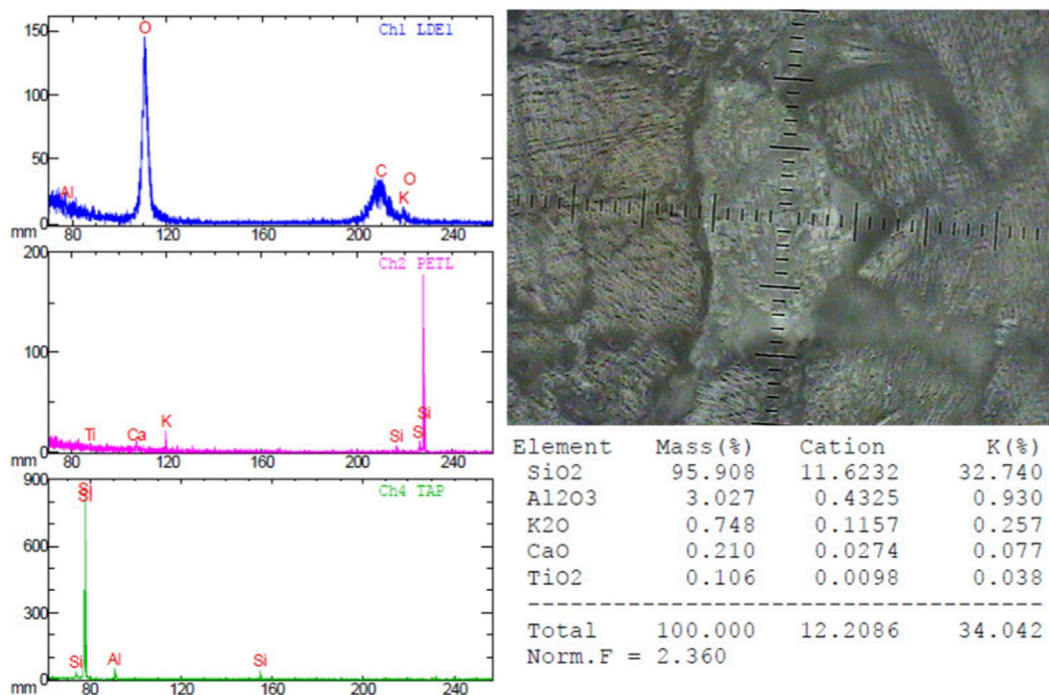 Ch1 LDE1
O
Al
C
O
K
150
100
50
0
mm
80
120
160
200
240
Ch2 PETL
Ti
Ca
K
Si
S
Si
200
200
0
mm
80
120
160
200
240
Ch4 TAP
Si
Si
Si
Al
Si
900
600
300
0
mm
80
120
160
200
240
Element Mass(%) Cation K(%)
SiO2 95.908 11.6232 32.740
Al2O3 3.027 0.4325 0.930
K2O 0.748 0.1157 0.257
CaO 0.210 0.0274 0.077
TiO2 0.106 0.0098 0.038
Total 100.000 12.2086 34.042
Norm.F = 2.360